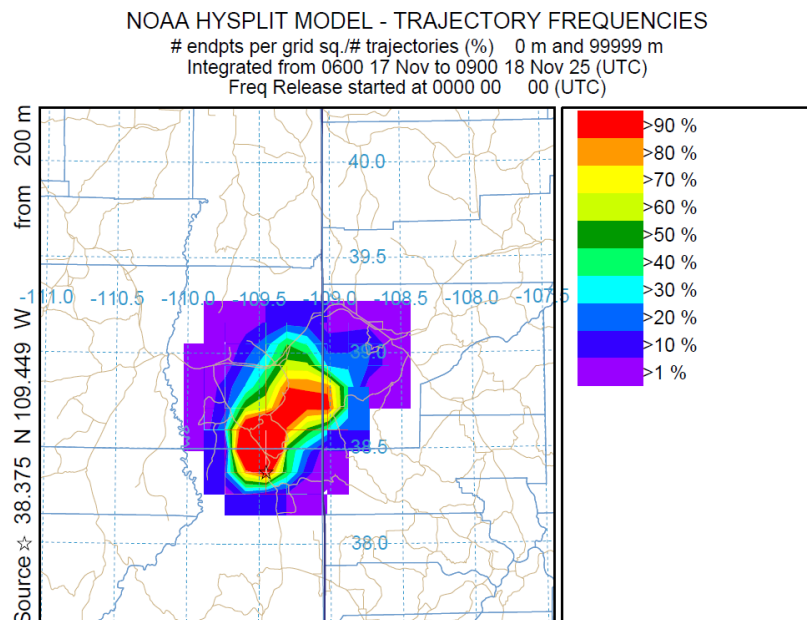 NOAA HYSPLIT MODEL - TRAJECTORY FREQUENCIES
# endpts per grid sq./# trajectories (%)    0 m and 99999 m
Integrated from 0600 17 Nov to 0900 18 Nov 25 (UTC)
Freq Release started at 0000 00    00 (UTC)
Source ☆ 38.375 N 109.449 W    from    200 m
40.0
39.5
-111.0 -110.5 -110.0 -109.5 -109.0 -108.5 -108.0 -107.5
39.0
38.5
38.0
>90 %
>80 %
>70 %
>60 %
>50 %
>40 %
>30 %
>20 %
>10 %
>1 %